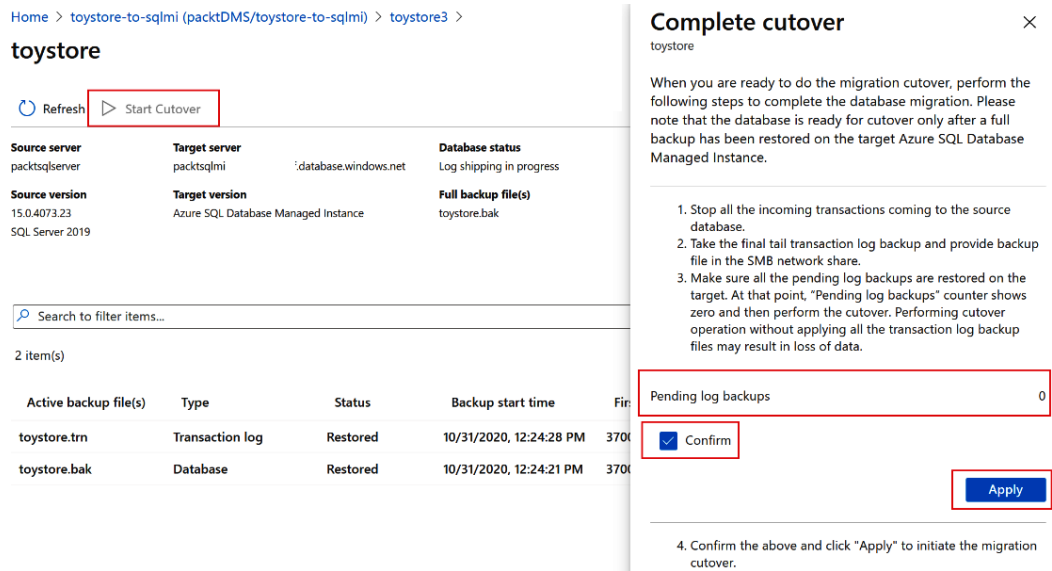 Home > toystore-to-sqlmi (packtDMS/toystore-to-sqlmi) > toystore3 >
toystore
Refresh
Start Cutover
Source server
packtsqlserver
Target server
packtsqlmi
.database.windows.net
Database status
Log shipping in progress
Source version
15.0.4073.23
SQL Server 2019
Target version
Azure SQL Database Managed Instance
Full backup file(s)
toystore.bak
Search to filter items...
2 item(s)
Active backup file(s) Type Status Backup start time
toystore.trn Transaction log Restored 10/31/2020, 12:24:28 PM 3700
toystore.bak Database Restored 10/31/2020, 12:24:21 PM 3700
Complete cutover
toystore
When you are ready to do the migration cutover, perform the
following steps to complete the database migration. Please
note that the database is ready for cutover only after a full
backup has been restored on the target Azure SQL Database
Managed Instance.
1. Stop all the incoming transactions coming to the source
database.
2. Take the final tail transaction log backup and provide backup
file in the SMB network share.
3. Make sure all the pending log backups are restored on the
target. At that point, "Pending log backups" counter shows
zero and then perform the cutover. Performing cutover
operation without applying all the transaction log backup
files may result in loss of data.
Pending log backups 0
Confirm
Apply
4. Confirm the above and click "Apply" to initiate the migration
cutover.